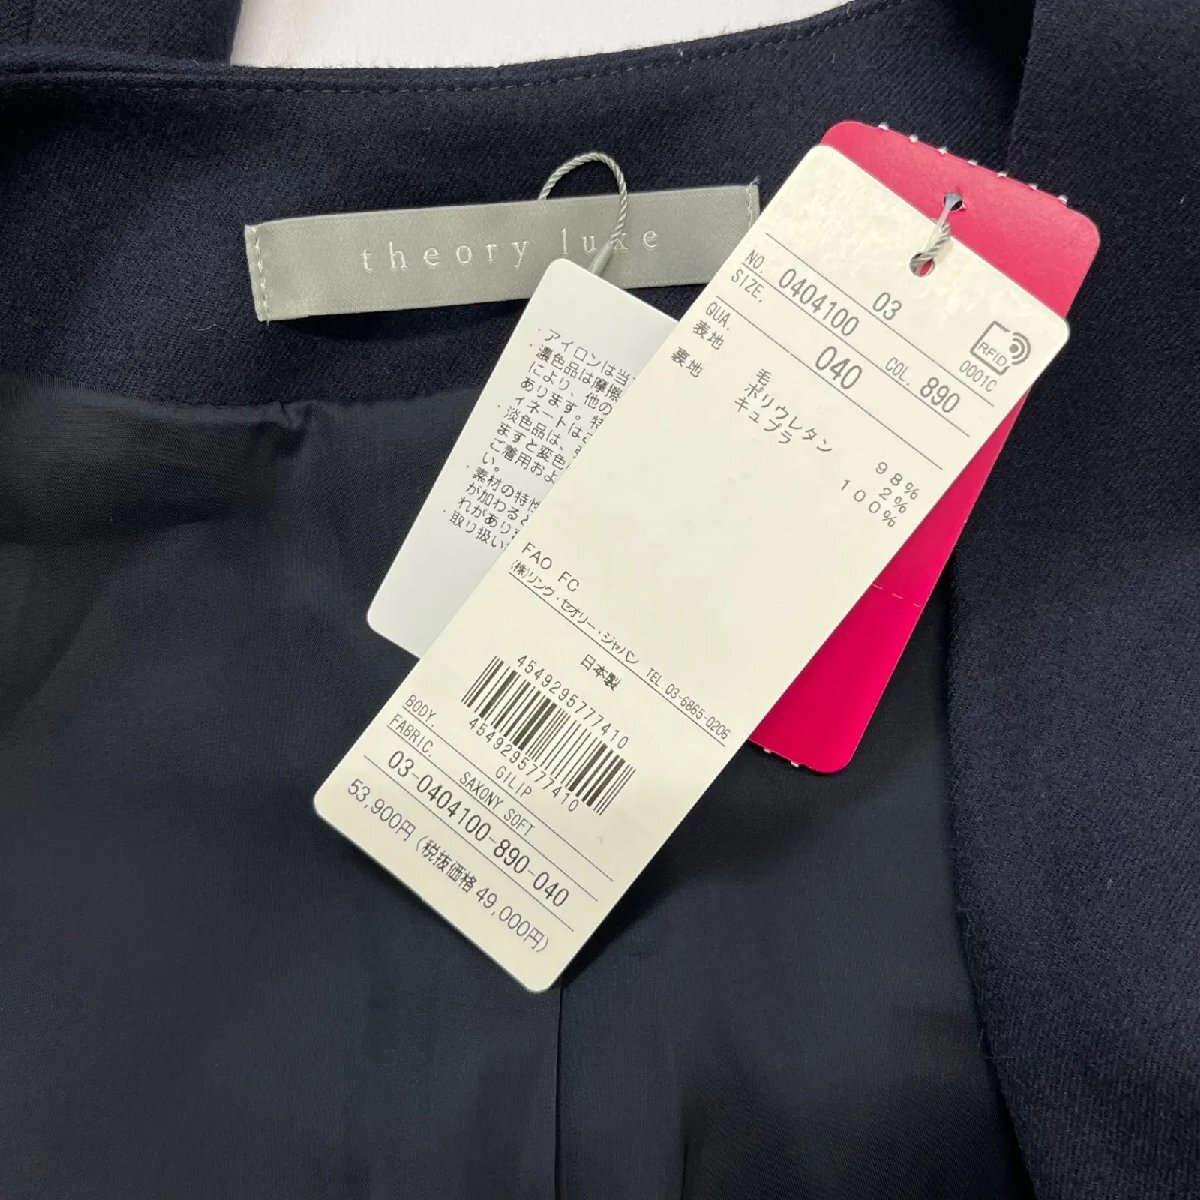 theory luxe
・アイロンは当
・濃色品は摩擦
により、他の
あります。特
ィネートはご
・淡色品は、
ますと変色
ご着用およ
い。
・素材の特性
が加わると
れがあります
・取り扱い
03
NO. 0404100 COL. 890
SIZE. 040
RFID
0001C
QUA.
表地 毛 98%
ポリウレタン 2%
裏地 キュプラ 100%
FAO FC
(株)リンク・セオリー・ジャパン TEL 03-6865-0206
日本製
4549295777410
4549295777410
BODY. GILIP
FABRIC. SAXONY SOFT
03-0404100-890-040
53,900円(税抜価格 49,000円)